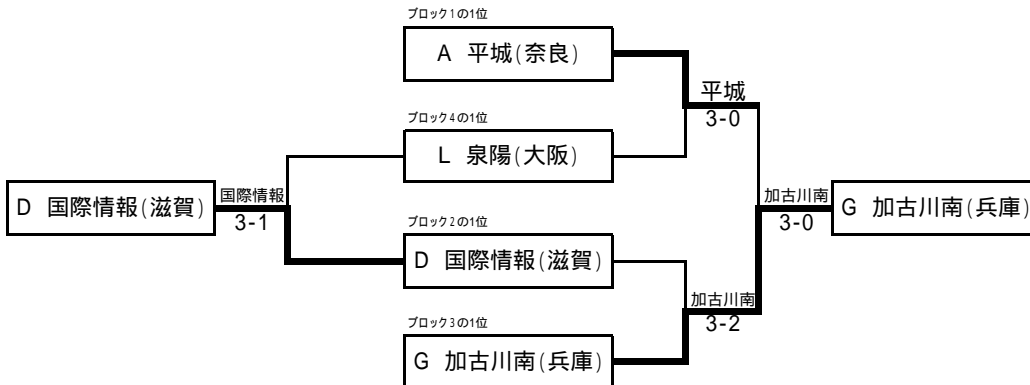 ブロック1の1位
A 平城(奈良)
平城
3-0
ブロック4の1位
L 泉陽(大阪)
D 国際情報(滋賀)
国際情報
3-1
加古川南
3-0
G 加古川南(兵庫)
ブロック2の1位
D 国際情報(滋賀)
加古川南
3-2
ブロック3の1位
G 加古川南(兵庫)